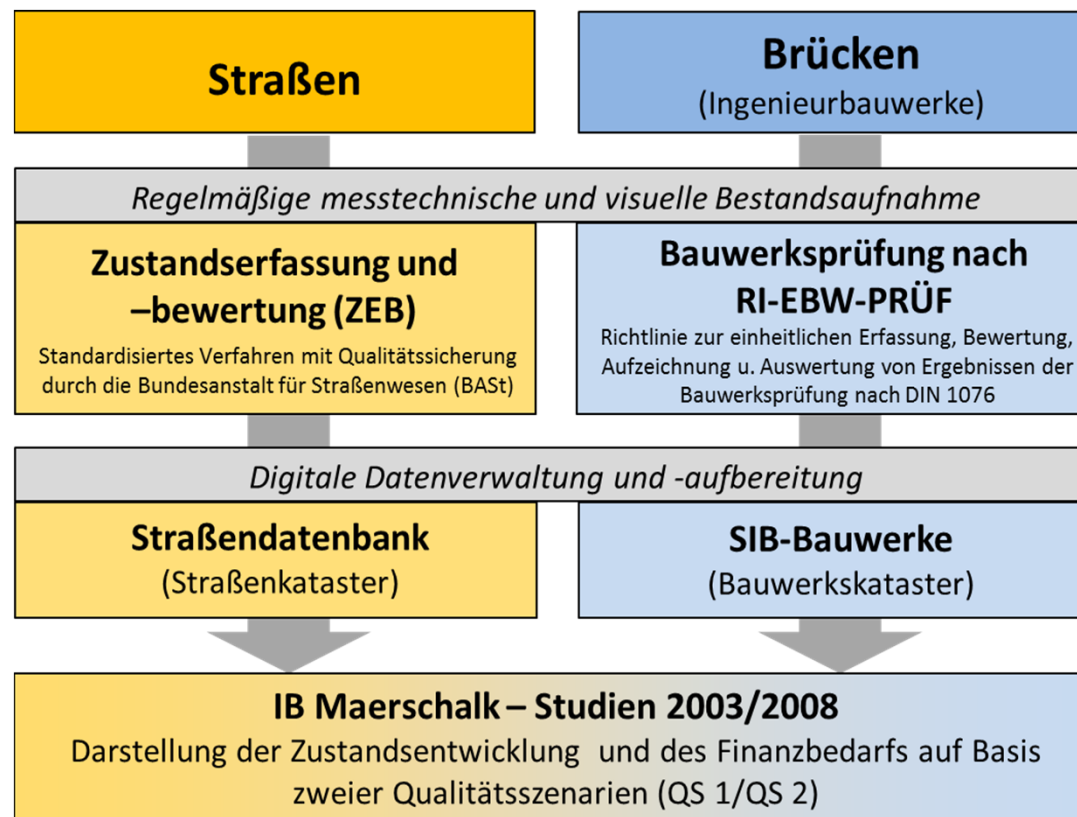 Straßen
Brücken
(Ingenieurbauwerke)
Regelmäßige messtechnische und visuelle Bestandsaufnahme
Zustandserfassung und
–bewertung (ZEB)
Standardisiertes Verfahren mit Qualitätssicherung
durch die Bundesanstalt für Straßenwesen (BASt)
Bauwerksprüfung nach
RI-EBW-PRÜF
Richtlinie zur einheitlichen Erfassung, Bewertung,
Aufzeichnung u. Auswertung von Ergebnissen der
Bauwerksprüfung nach DIN 1076
Digitale Datenverwaltung und -aufbereitung
Straßendatenbank
(Straßenkataster)
SIB-Bauwerke
(Bauwerkskataster)
IB Maerschalk – Studien 2003/2008
Darstellung der Zustandsentwicklung und des Finanzbedarfs auf Basis
zweier Qualitätsszenarien (QS 1/QS 2)